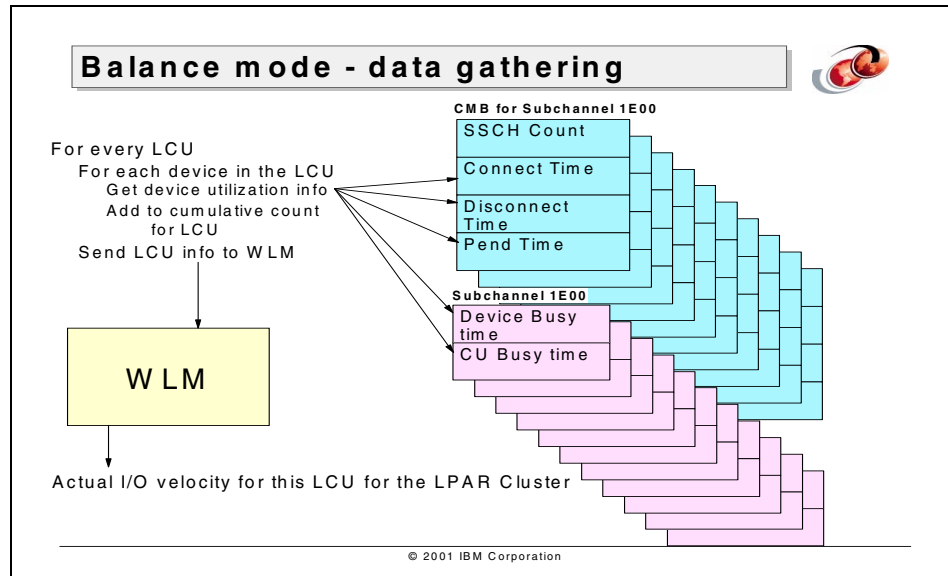 Balance mode - data gathering
CMB for Subchannel 1E00
SSCH Count
Connect Time
Disconnect
Time
Pend Time
For every LCU
For each device in the LCU
Get device utilization info
Add to cumulative count
for LCU
Send LCU info to WLM
Subchannel 1E00
Device Busy
time
CU Busy time
WLM
Actual I/O velocity for this LCU for the LPAR Cluster
© 2001 IBM Corporation